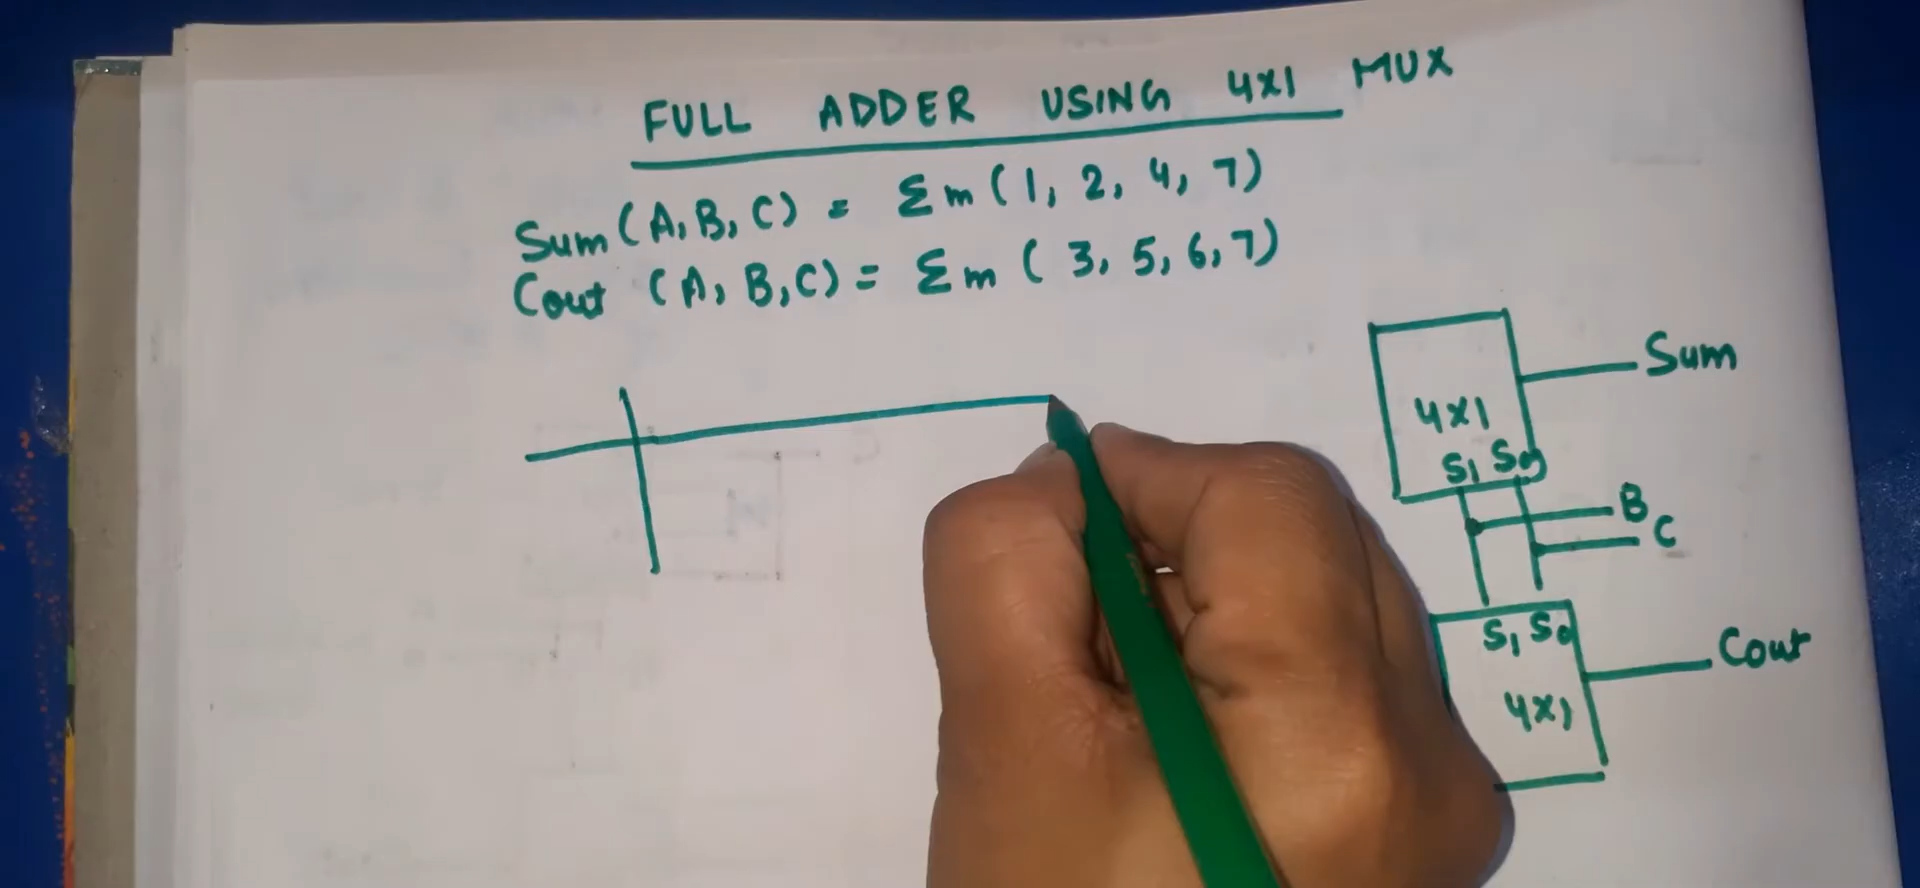 FULL ADDER USING 4X1 MUX
Sum (A, B, C) = Σm (1, 2, 4, 7)
Cout (A, B, C) = Σm (3, 5, 6, 7)
Sum
4X1
S1 S0
B
C
S1 S0
Cout
4X1